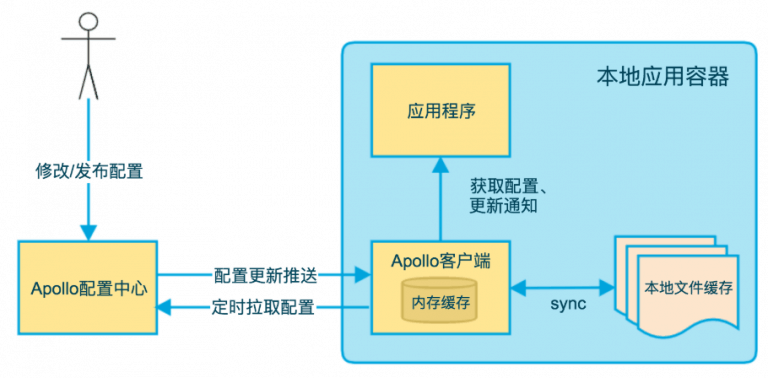 本地应用容器
应用程序
修改/发布配置
获取配置、
更新通知
Apollo配置中心
配置更新推送
定时拉取配置
Apollo客户端
内存缓存
sync
本地文件缓存